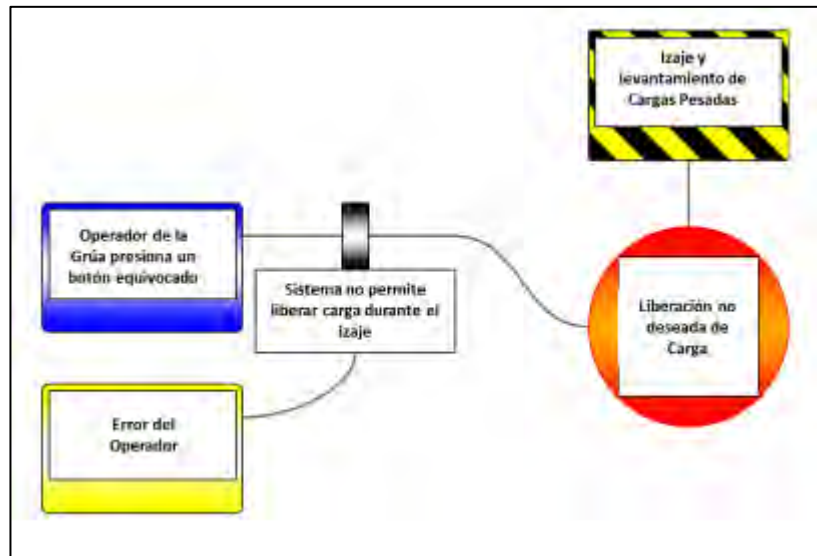 Izaje y
levantamiento de
Cargas Pesadas
Operador de la
Grúa presiona un
botón equivocado
Sistema no permite
liberar carga durante el
izaje
Liberación no
deseada de
Carga
Error del
Operador